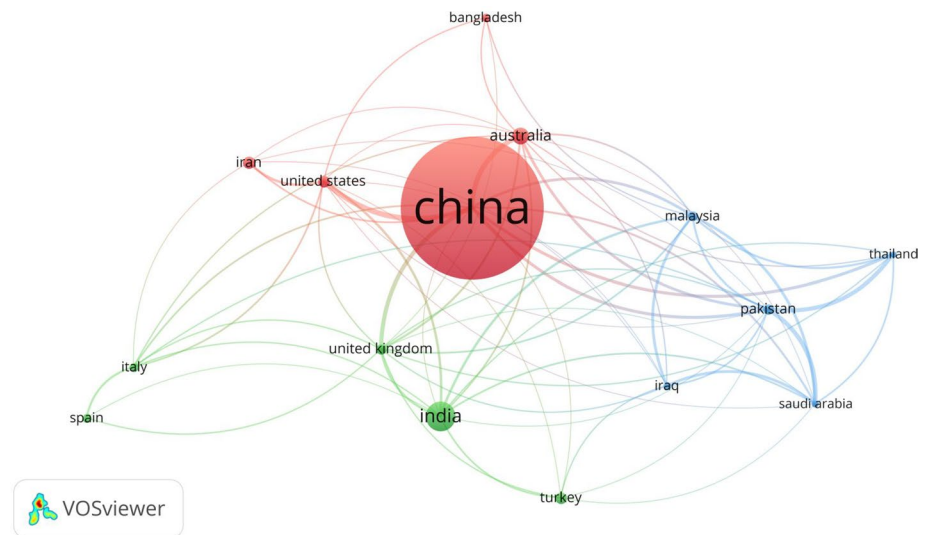 bangladesh
australia
iran
united states
china
malaysia
thailand
pakistan
united kingdom
italy
iraq
saudi arabia
spain
india
turkey
VOSviewer